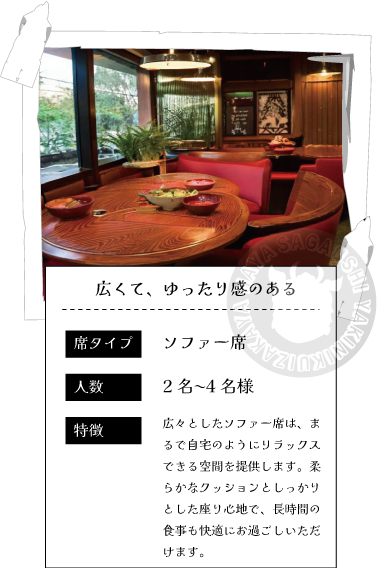 広くて、ゆったり感のある
席タイプ ソファー席
人数 2名~4名様
特徴 広々としたソファー席は、ま
るで自宅のようにリラックス
できる空間を提供します。柔
らかなクッションとしっかり
とした座り心地で、長時間の
食事も快適にお過ごしいただ
けます。